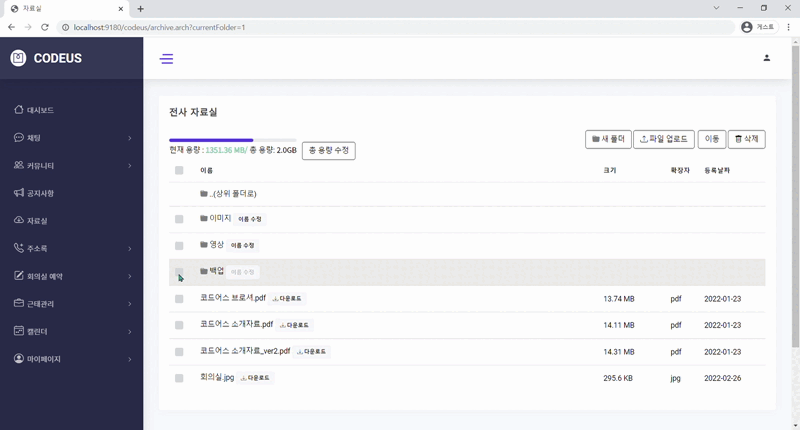 자료실
localhost:9180/codeus/archive.arch?currentFolder=1
게스트
CODEUS
대시보드
채팅
커뮤니티
공지사항
자료실
주소록
회의실 예약
근태관리
캘린더
마이페이지
전사 자료실
현재 용량 : 1351.36 MB/ 총 용량: 2.0GB 총 용량 수정
새 폴더 파일 업로드 이동 삭제
이름 크기 확장자 등록날짜
..(상위 폴더로)
이미지 이름 수정
영상 이름 수정
백업 이름 수정
코드어스 브로셔.pdf 다운로드 13.74 MB pdf 2022-01-23
코드어스 소개자료.pdf 다운로드 14.11 MB pdf 2022-01-23
코드어스 소개자료_ver2.pdf 다운로드 14.31 MB pdf 2022-01-23
회의실.jpg 다운로드 295.6 KB jpg 2022-02-26